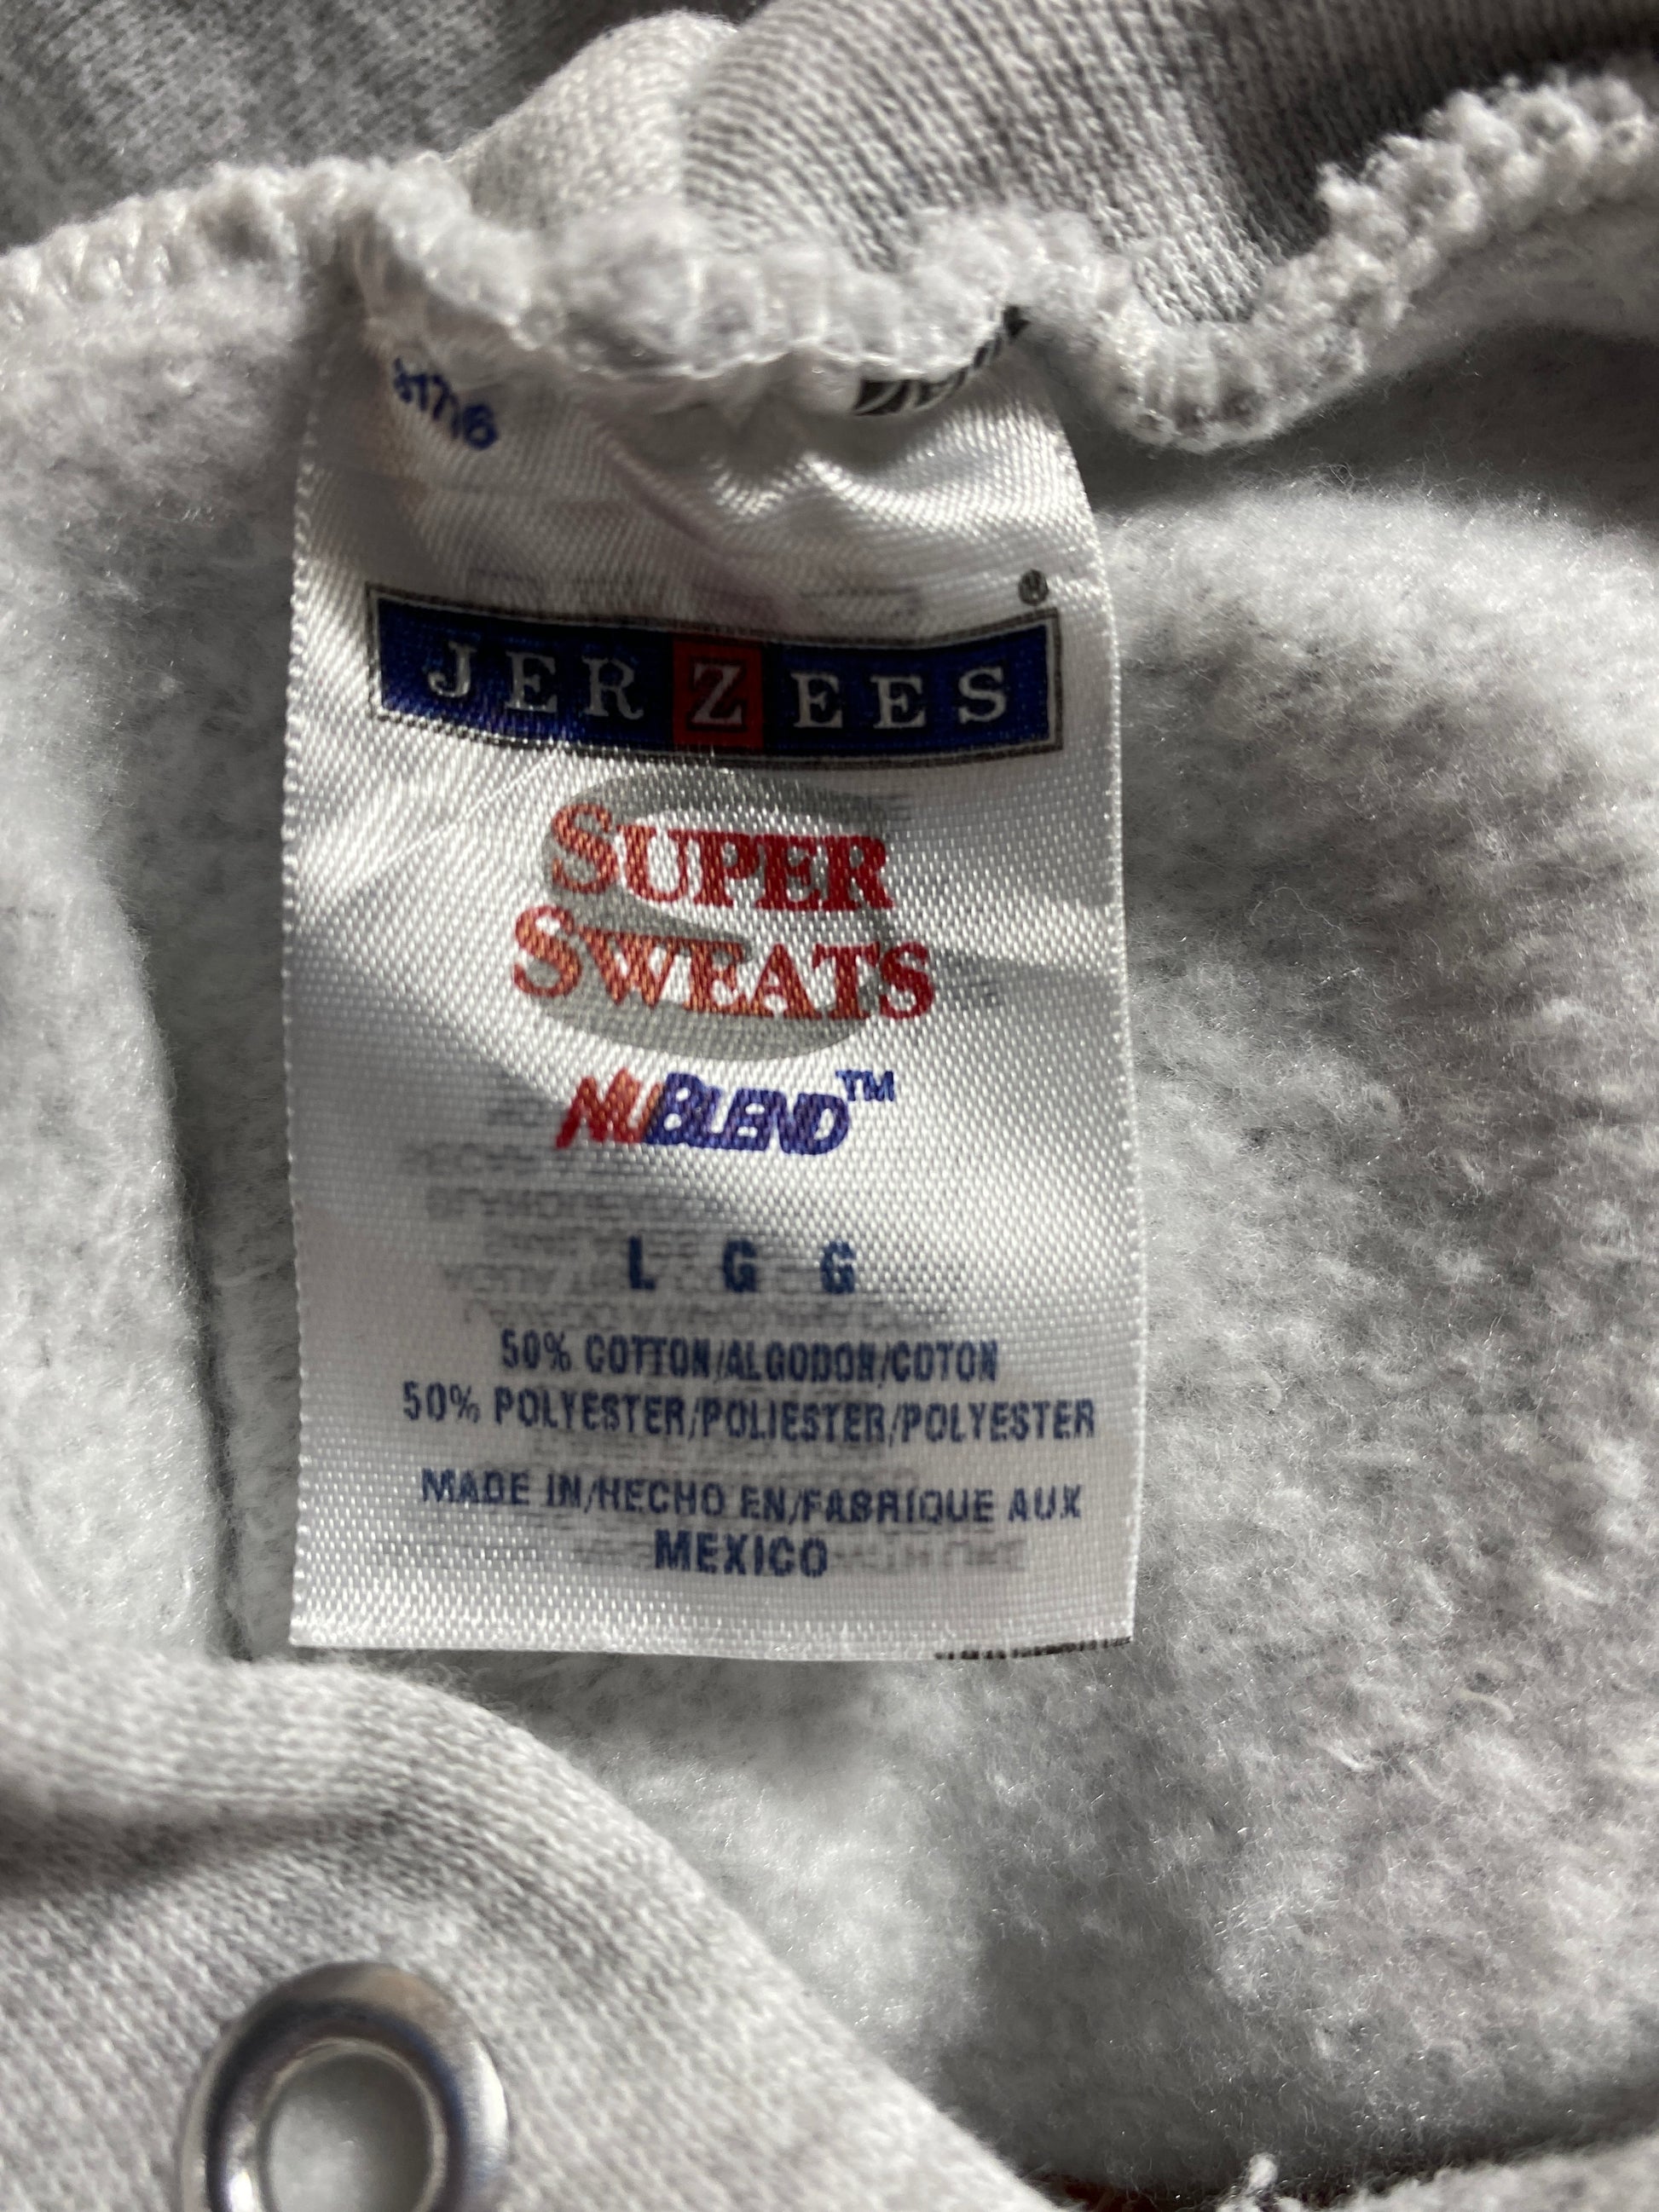 JERZEES®
SUPER
SWEATS
NUBLEND™
L G G
50% COTTON/ALGODON/COTON
50% POLYESTER/POLIESTER/POLYESTER
MADE IN/HECHO EN/FABRIQUE AUX
MEXICO